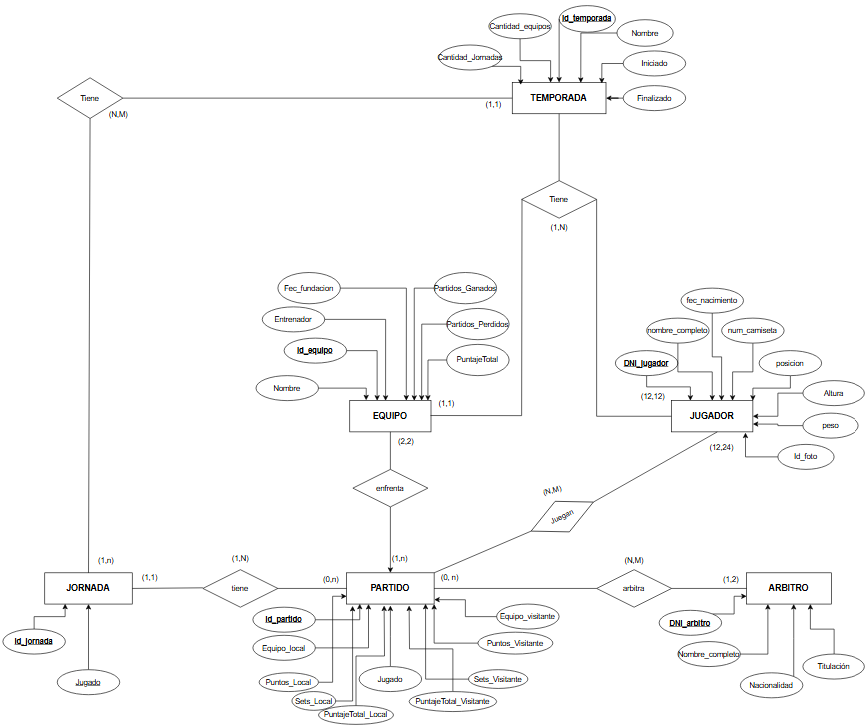 Id_temporada
Cantidad_equipos
Nombre
Cantidad_Jornadas
Iniciado
Finalizado
TEMPORADA
Tiene
(1,1)
(N,M)
Tiene
(1,N)
Fec_fundacion
Partidos_Ganados
Entrenador
Partidos_Perdidos
Id_equipo
PuntajeTotal
Nombre
EQUIPO
(1,1)
(2,2)
fec_nacimiento
nombre_completo
num_camiseta
DNI_jugador
posicion
(12,12)
Altura
JUGADOR
peso
(12,24)
Id_foto
enfrenta
(N,M)
Juegan
(1,n)
(1,n)
(1,1)
(1,N)
(0,n)
(0, n)
(N,M)
(1,2)
JORNADA
tiene
PARTIDO
arbitra
ARBITRO
Id_jornada
Jugado
Id_partido
Equipo_visitante
Equipo_local
Puntos_Visitante
Puntos_Local
Jugado
Sets_Visitante
Sets_Local
PuntajeTotal_Visitante
PuntajeTotal_Local
DNI_arbitro
Nombre_completo
Titulación
Nacionalidad